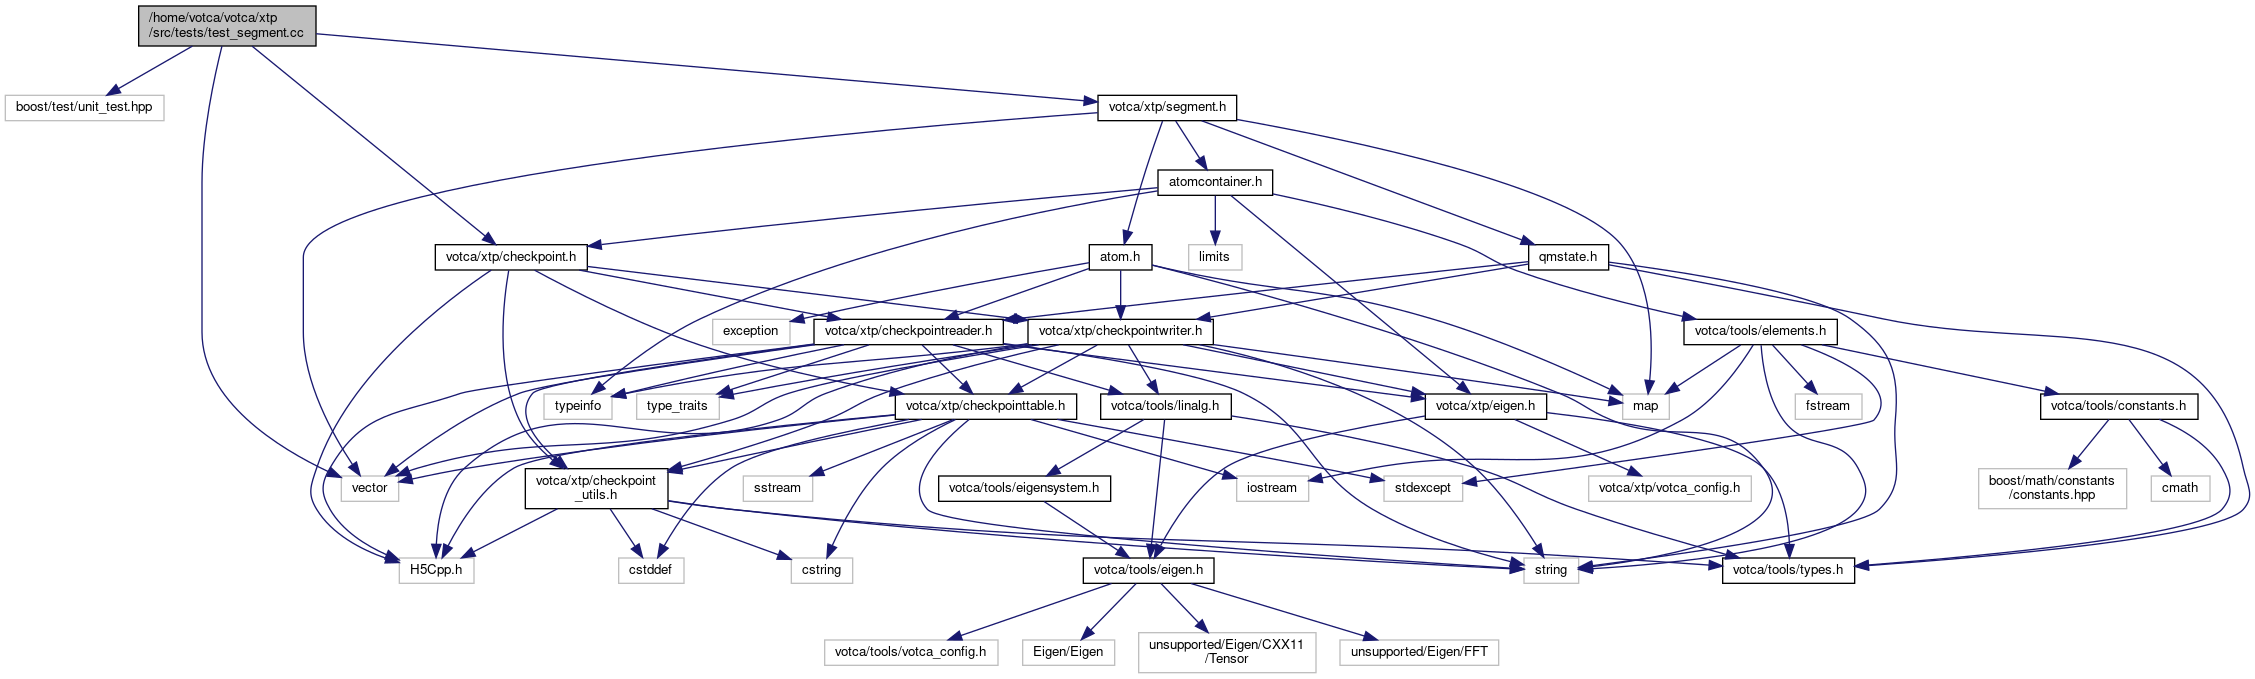 /home/votca/votca/xtp
/src/tests/test_segment.cc
boost/test/unit_test.hpp
votca/xtp/segment.h
atomcontainer.h
votca/xtp/checkpoint.h
atom.h
limits
qmstate.h
exception
votca/xtp/checkpointreader.h
votca/xtp/checkpointwriter.h
votca/tools/elements.h
typeinfo
type_traits
votca/xtp/checkpointtable.h
votca/tools/linalg.h
votca/xtp/eigen.h
map
fstream
votca/tools/constants.h
vector
votca/xtp/checkpoint
_utils.h
sstream
votca/tools/eigensystem.h
iostream
stdexcept
votca/xtp/votca_config.h
boost/math/constants
/constants.hpp
cmath
H5Cpp.h
cstddef
cstring
votca/tools/eigen.h
string
votca/tools/types.h
votca/tools/votca_config.h
Eigen/Eigen
unsupported/Eigen/CXX11
/Tensor
unsupported/Eigen/FFT